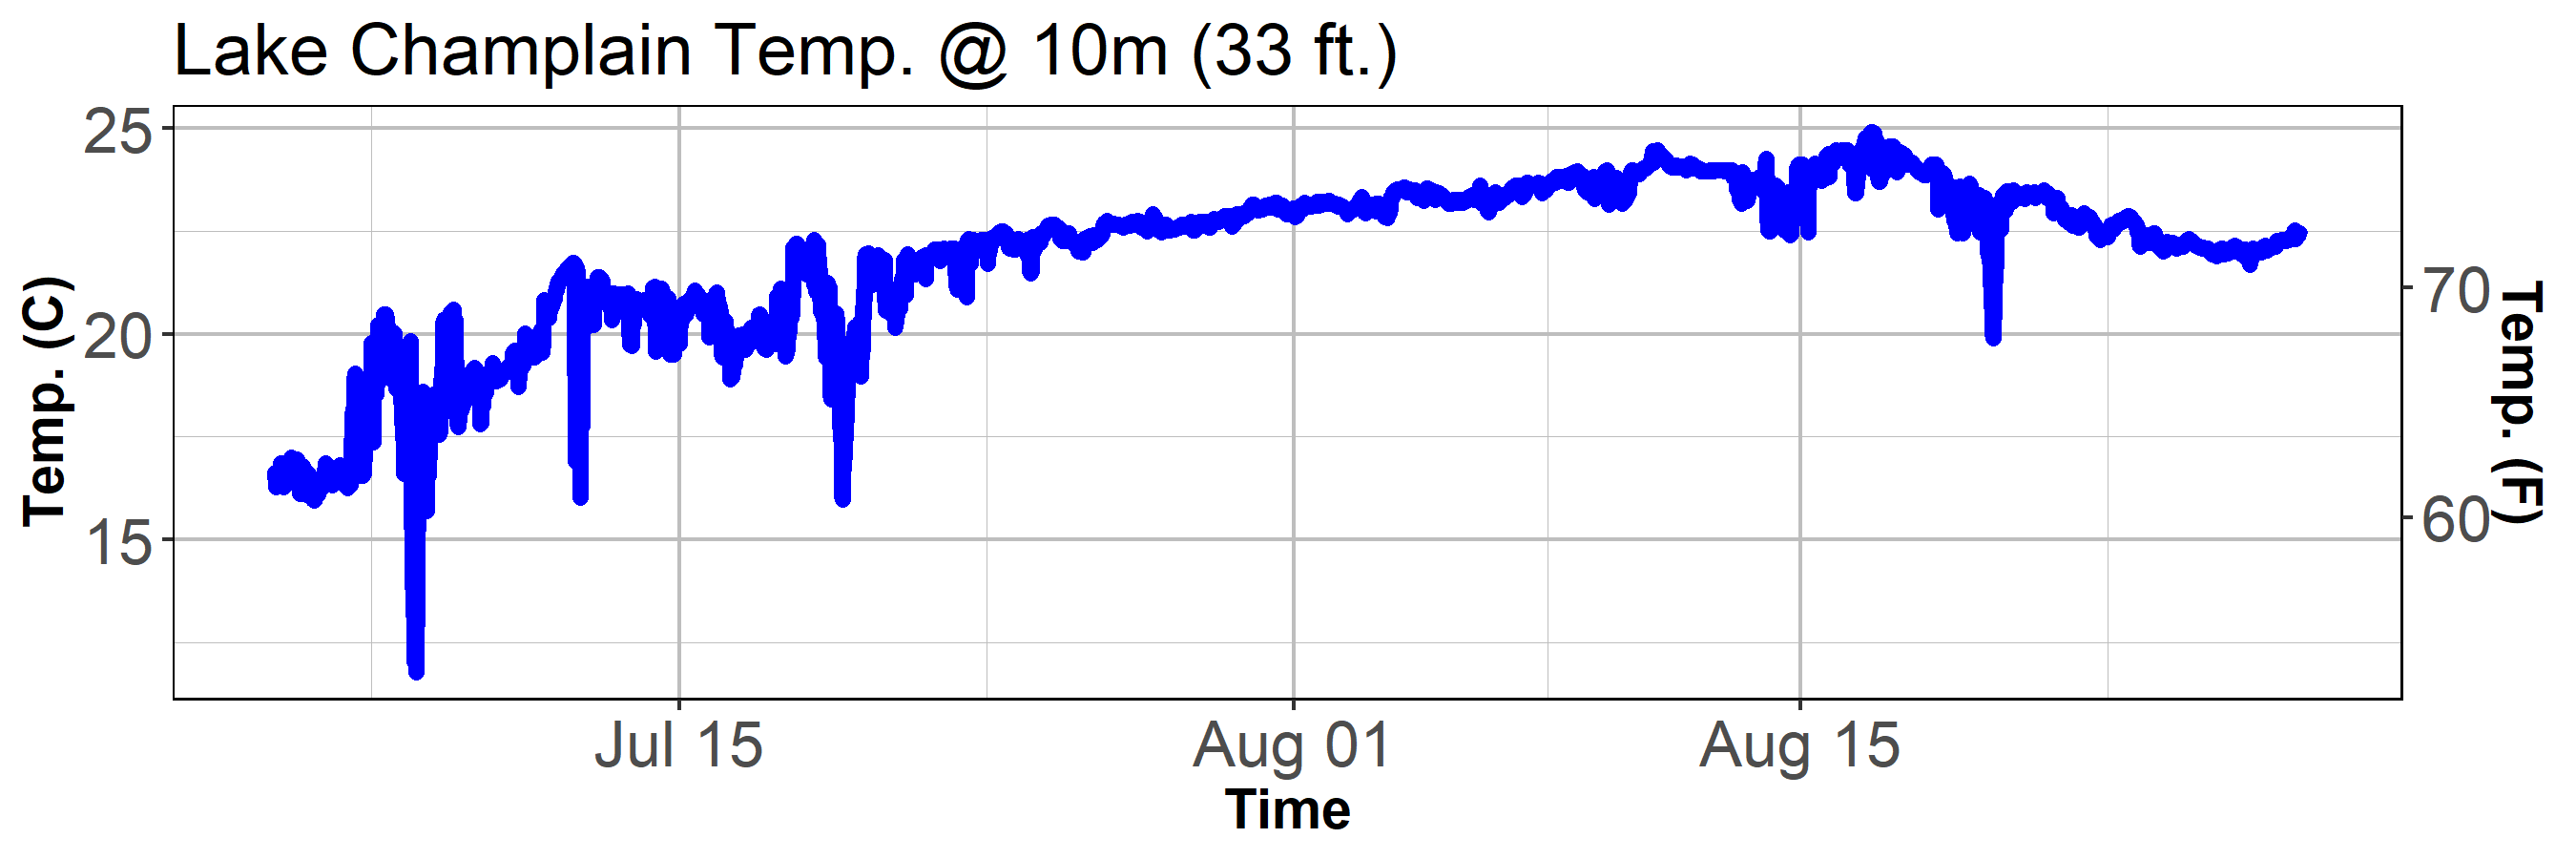 Lake Champlain Temp. @ 10m (33 ft.)
25
20
15
Temp. (C)
70
60
Temp. (F)
Jul 15 Aug 01 Aug 15
Time